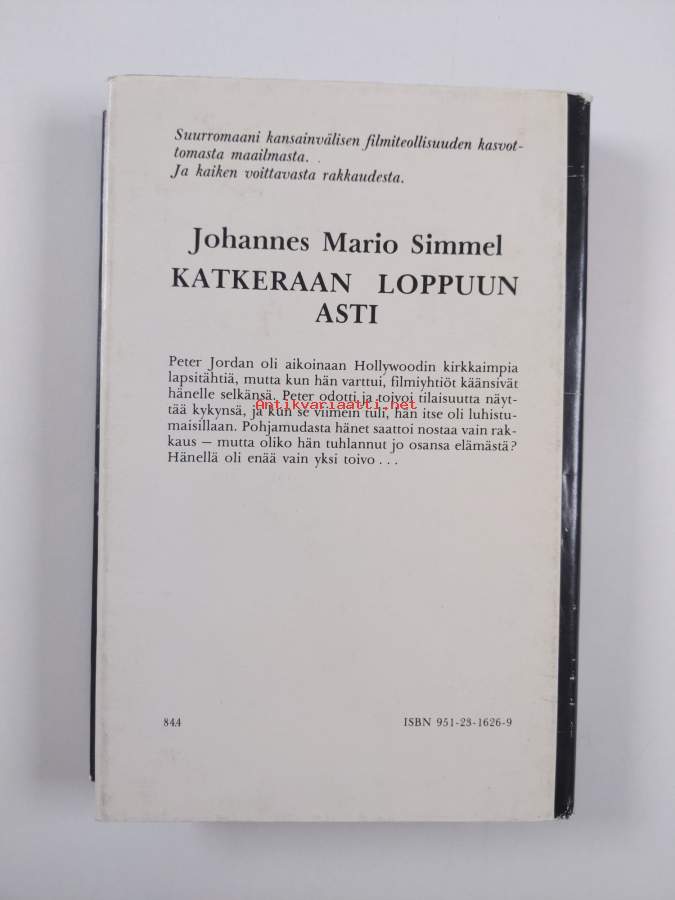 Suurromaani kansainvälisen filmiteollisuuden kasvot-
tomasta maailmasta.
Ja kaiken voittavasta rakkaudesta.
Johannes Mario Simmel
KATKERAAN LOPPUUN
ASTI
Peter Jordan oli aikoinaan Hollywoodin kirkkaimpia
lapsitähtiä, mutta kun hän varttui, filmiyhtiöt käänsivät
hänelle selkänsä. Peter odotti ja toivoi tilaisuutta näyt-
tää kykynsä, ja kun se viimein tuli, hän itse oli luhistu-
maisillaan. Pohjamudasta hänet saattoi nostaa vain rak-
kaus — mutta oliko hän tuhlannut jo osansa elämästä?
Hänellä oli enää vain yksi toivo . . .
Antikvariaatti.net
84.4 ISBN 951-23-1626-9